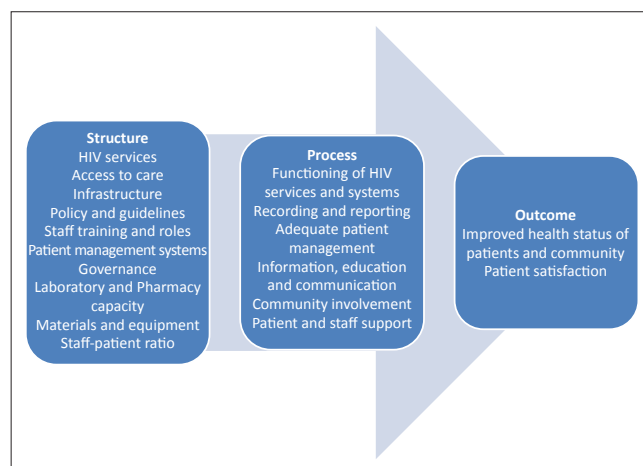 Structure
HIV services
Access to care
Infrastructure
Policy and guidelines
Staff training and roles
Patient management systems
Governance
Laboratory and Pharmacy
capacity
Materials and equipment
Staff-patient ratio
Process
Functioning of HIV
services and systems
Recording and reporting
Adequate patient
management
Information, education
and communication
Community involvement
Patient and staff support
Outcome
Improved health status of
patients and community
Patient satisfaction